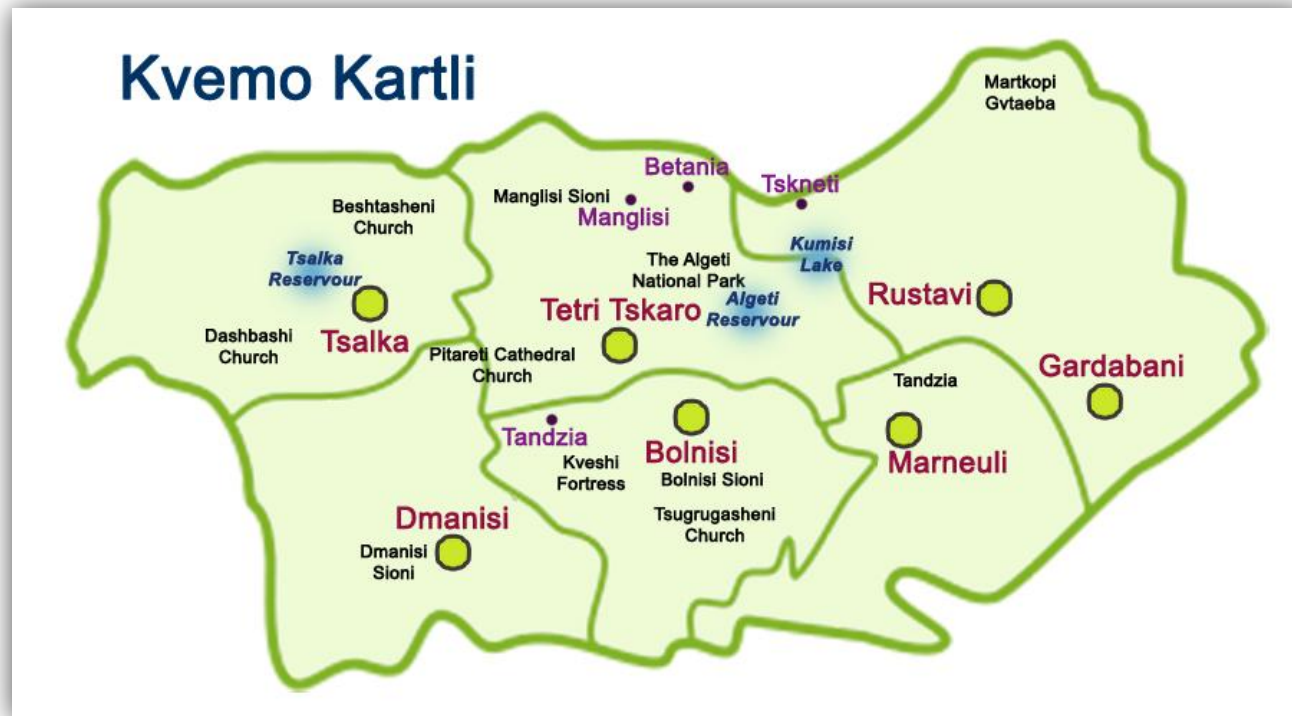 Kvemo Kartli
Martkopi
Gvtaeba
Betania
Tskneti
Manglisi Sioni
Manglisi
Beshtasheni
Church
Tsalka
Reservour
Kumisi
Lake
The Algeti
National Park
Algeti
Reservour
Rustavi
Tetri Tskaro
Dashbashi
Church
Tsalka
Pitareti Cathedral
Church
Gardabani
Tandzia
Tandzia
Bolnisi
Marneuli
Kveshi
Fortress
Bolnisi Sioni
Tsugrugasheni
Church
Dmanisi
Dmanisi
Sioni